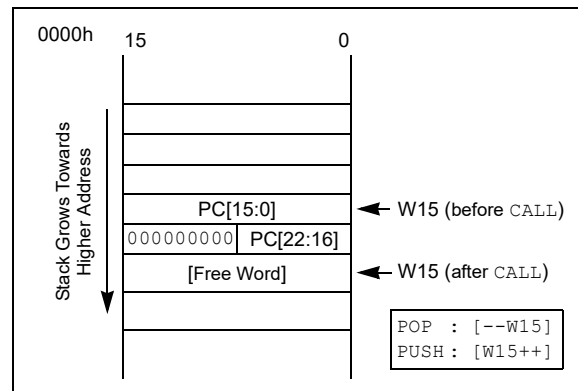 0000h
15 0
Stack Grows Towards
Higher Address
PC[15:0]
W15 (before CALL)
000000000 PC[22:16]
[Free Word]
W15 (after CALL)
POP : [--W15]
PUSH : [W15++]